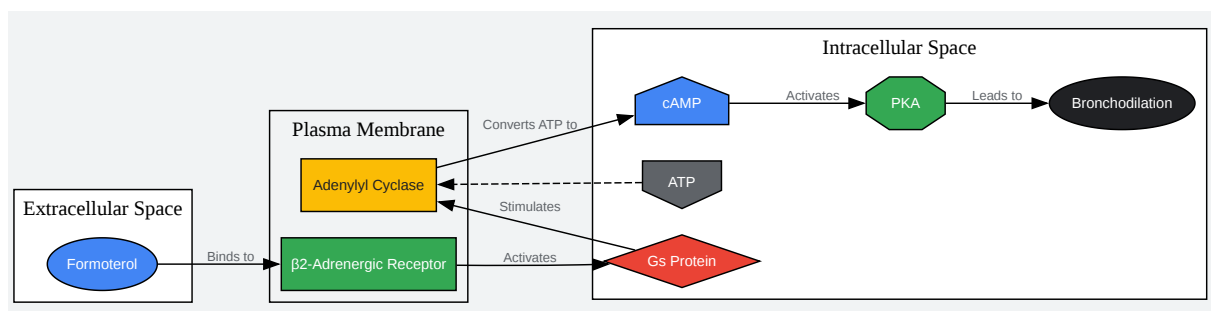 Extracellular Space
Formoterol
Binds to
Plasma Membrane
Adenylyl Cyclase
β2-Adrenergic Receptor
Converts ATP to
Stimulates
Activates
Intracellular Space
cAMP
Activates
PKA
Leads to
Bronchodilation
ATP
Gs Protein